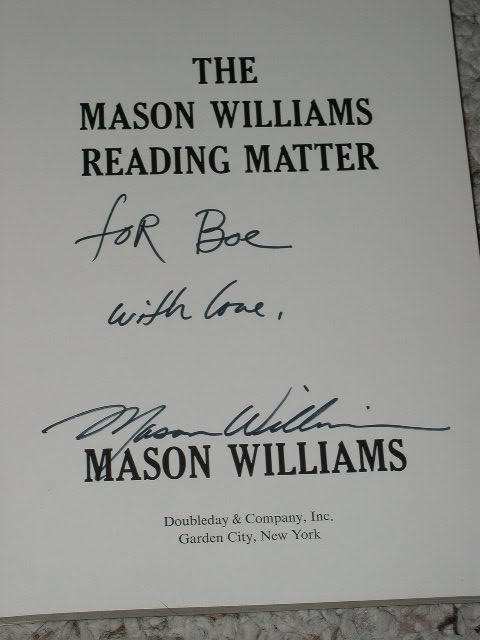 THE
MASON WILLIAMS
READING MATTER
foR Boe
with love,
Mason Williams
MASON WILLIAMS
Doubleday & Company, Inc.
Garden City, New York